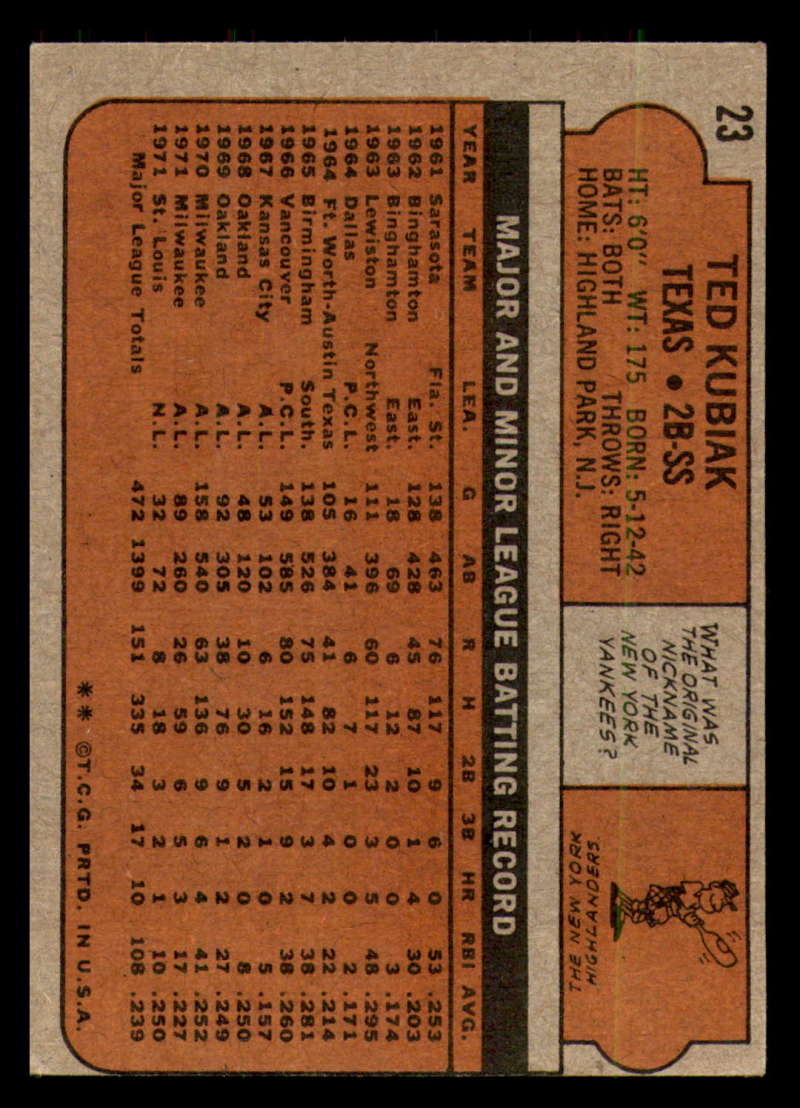 23
TED KUBIAK
TEXAS • 2B-SS
HT: 6'0" WT: 175 BORN: 5-12-42
BATS: BOTH THROWS: RIGHT
HOME: HIGHLAND PARK, N.J.
WHAT WAS
THE ORIGINAL
NICKNAME
OF THE
NEW YORK
YANKEES?
THE NEW YORK
HIGHLANDERS.
MAJOR AND MINOR LEAGUE BATTING RECORD
YEAR TEAM LEA. G AB R H 2B 3B HR RBI AVG.
1961 Sarasota Fla. St. 138 463 76 117 9 6 0 53 .253
1962 Binghamton East. 128 428 45 87 10 1 4 30 .203
1963 Binghamton East. 18 69 6 12 2 0 0 3 .174
1963 Lewiston Northwest 111 396 60 117 23 3 5 48 .295
1964 Dallas P.C.L. 16 41 6 7 1 0 0 2 .171
1964 Ft. Worth-Austin Texas 105 384 41 82 10 4 2 22 .214
1965 Birmingham South. 138 526 75 148 17 3 7 38 .281
1966 Vancouver P.C.L. 149 585 80 152 15 9 2 38 .260
1967 Kansas City A.L. 53 102 6 16 2 1 0 5 .157
1968 Oakland A.L. 48 120 10 30 5 2 0 8 .250
1969 Oakland A.L. 92 305 38 76 9 1 2 27 .249
1970 Milwaukee A.L. 158 540 63 136 9 6 4 41 .252
1971 Milwaukee A.L. 89 260 26 59 6 5 3 17 .227
1971 St. Louis N.L. 32 72 8 18 3 2 1 10 .250
Major League Totals 472 1399 151 335 34 17 10 108 .239
** ©T.C.G. PRTD. IN U.S.A.